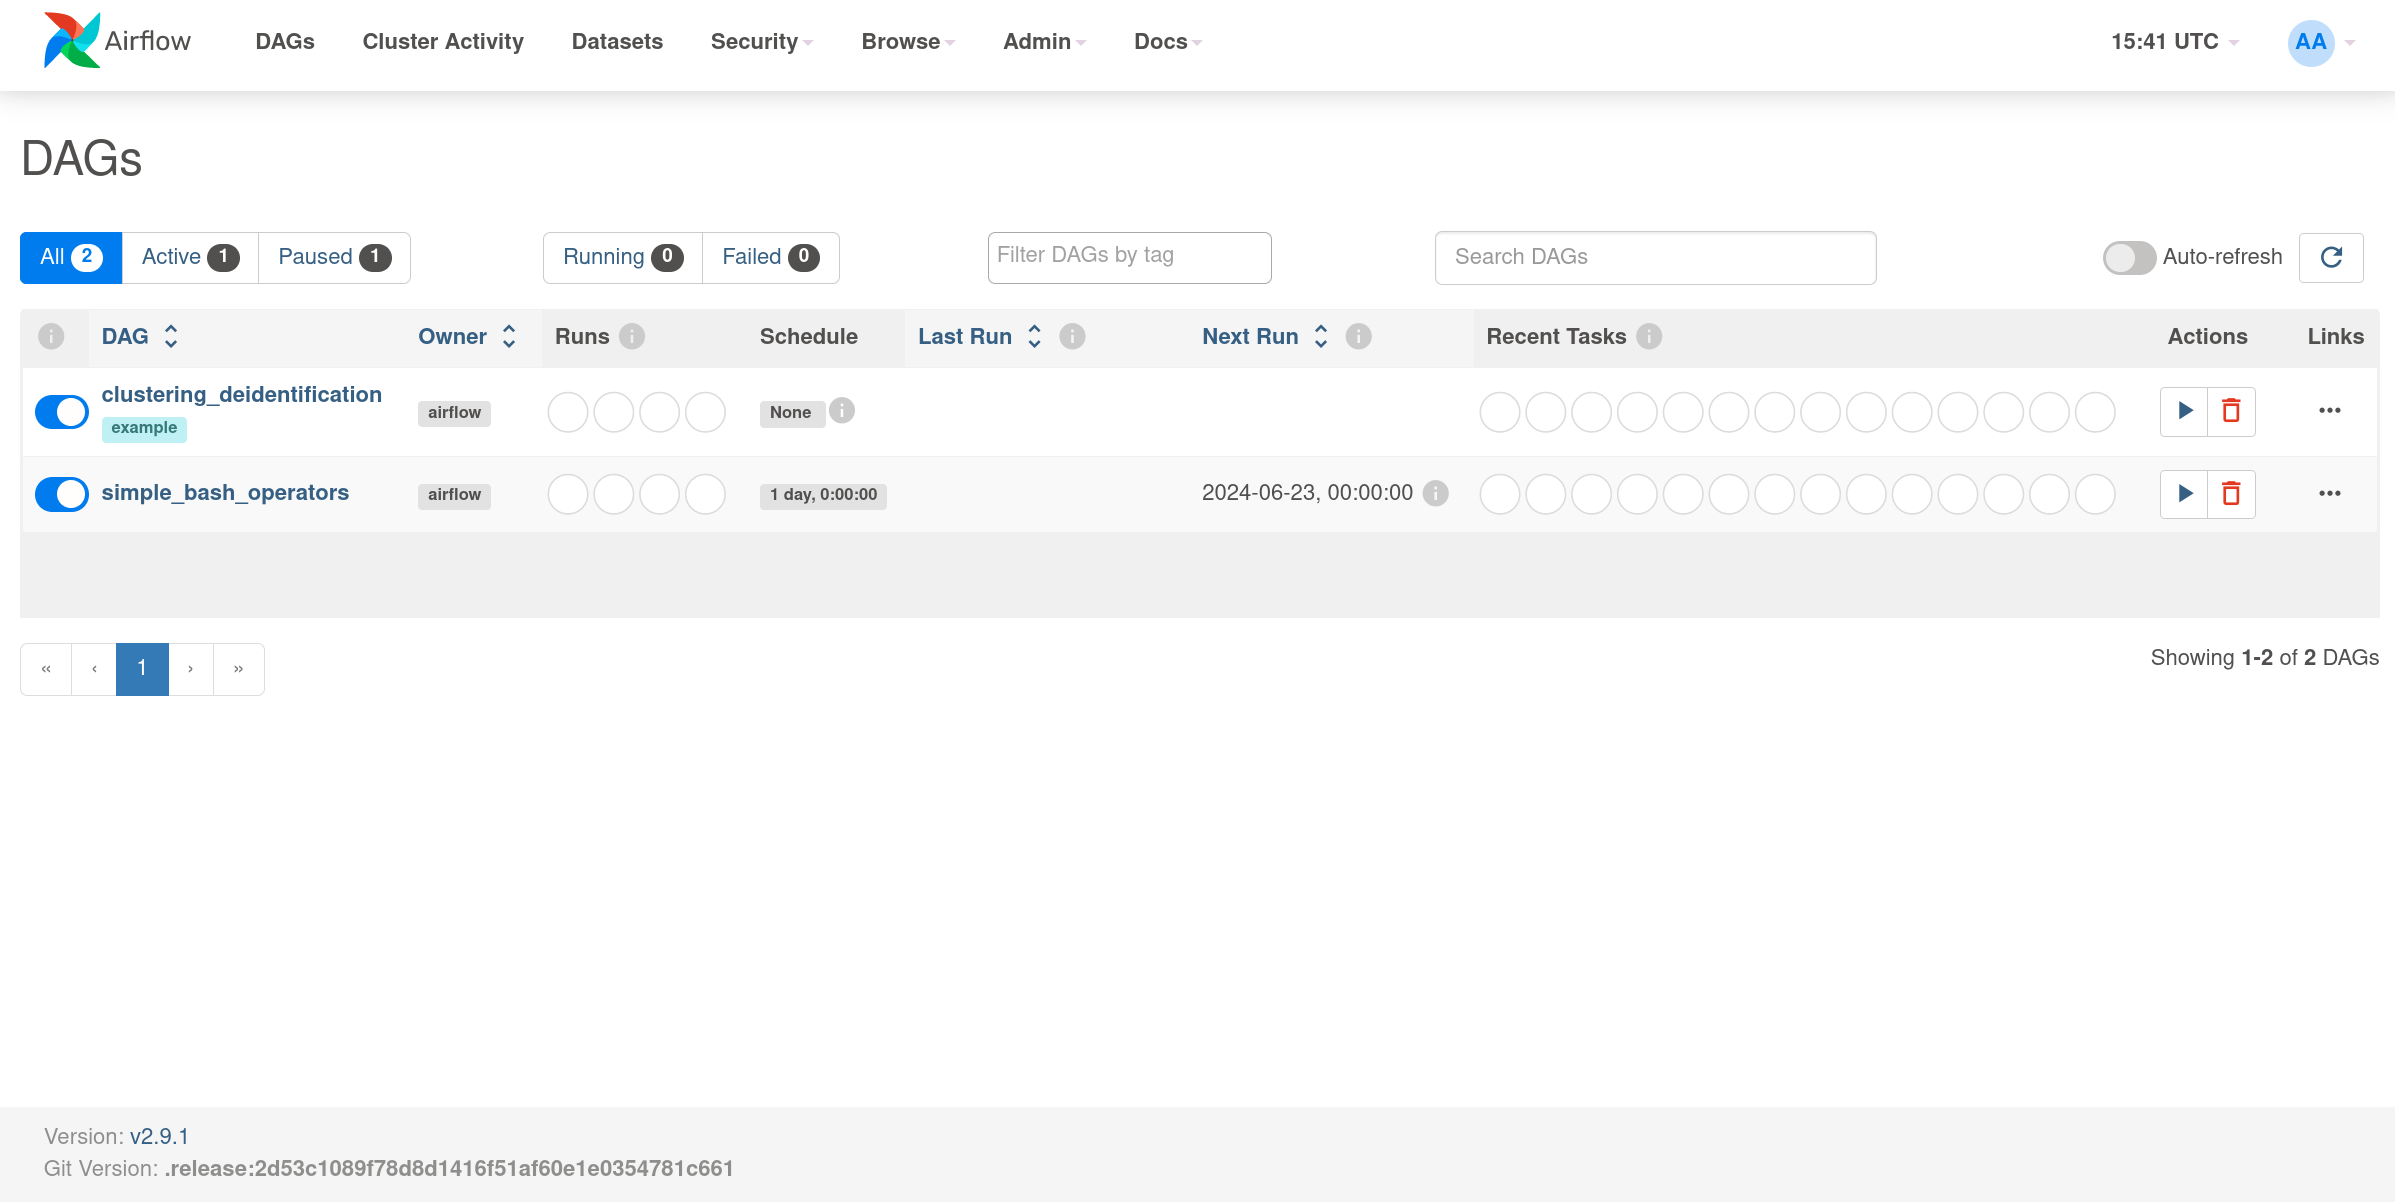 Airflow DAGs Cluster Activity Datasets Security Browse Admin Docs 15:41 UTC AA
DAGs
All 2 Active 1 Paused 1 Running 0 Failed 0 Filter DAGs by tag Search DAGs Auto-refresh
DAG Owner Runs Schedule Last Run Next Run Recent Tasks Actions Links
clustering_deidentification airflow None
example
simple_bash_operators airflow 1 day, 0:00:00 2024-06-23, 00:00:00
« ‹ 1 › » Showing 1-2 of 2 DAGs
Version: v2.9.1
Git Version: .release:2d53c1089f78d8d1416f51af60e1e0354781c661